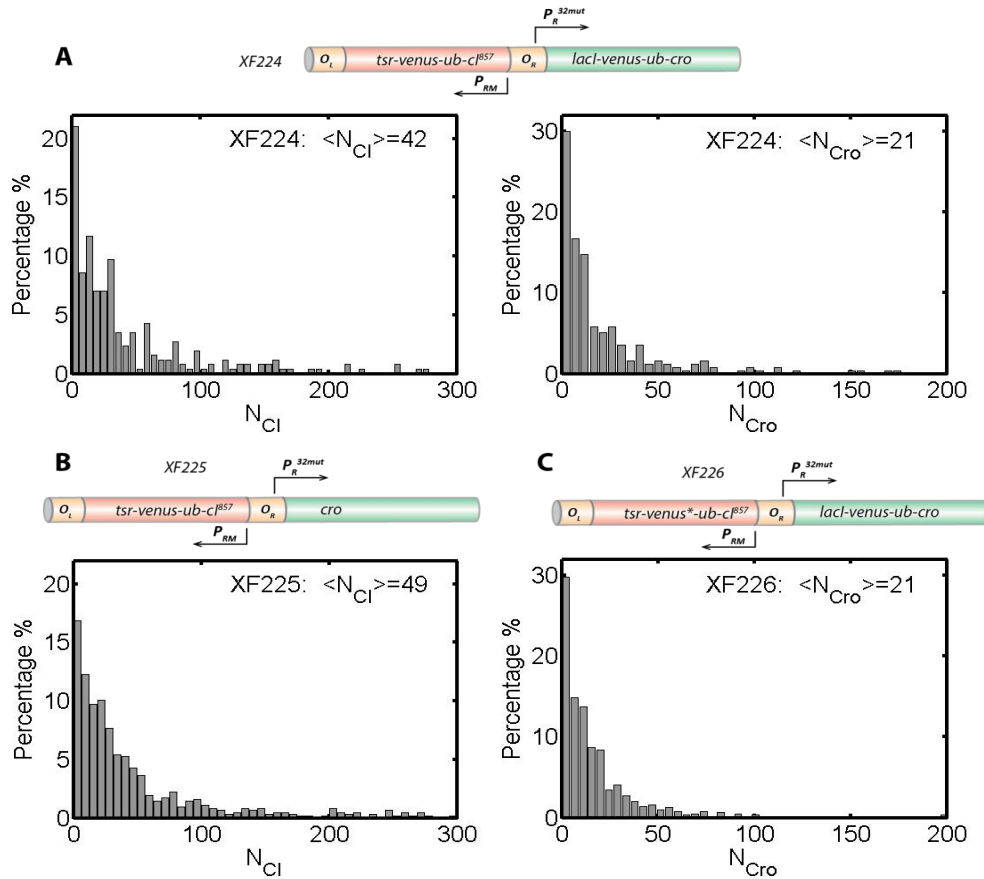 A
XF224
P_R^32mut
O_L
tsr-venus-ub-cI^857
O_R
lacI-venus-ub-cro
P_RM
XF224: <N_CI>=42
Percentage %
20
15
10
5
0
0 100 200 300
N_CI
XF224: <N_Cro>=21
Percentage %
30
20
10
0
0 50 100 150 200
N_Cro
B
XF225
P_R^32mut
O_L
tsr-venus-ub-cI^857
O_R
cro
P_RM
XF225: <N_CI>=49
Percentage %
20
15
10
5
0
0 100 200 300
N_CI
C
XF226
P_R^32mut
O_L
tsr-venus*-ub-cI^857
O_R
lacI-venus-ub-cro
P_RM
XF226: <N_Cro>=21
Percentage %
30
20
10
0
0 50 100 150 200
N_Cro